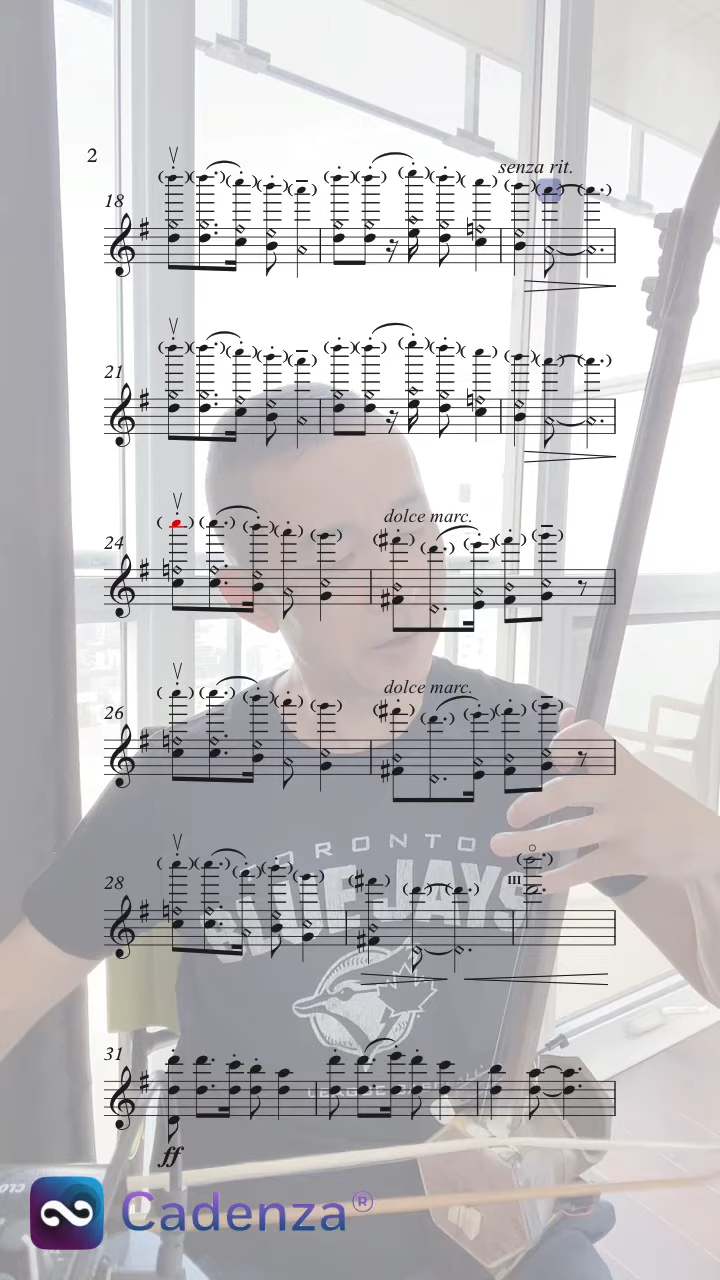 2
senza rit.
18
21
dolce marc.
24
dolce marc.
26
TORONTO
28
BLUE JAYS
III
31
ff
Cadenza®